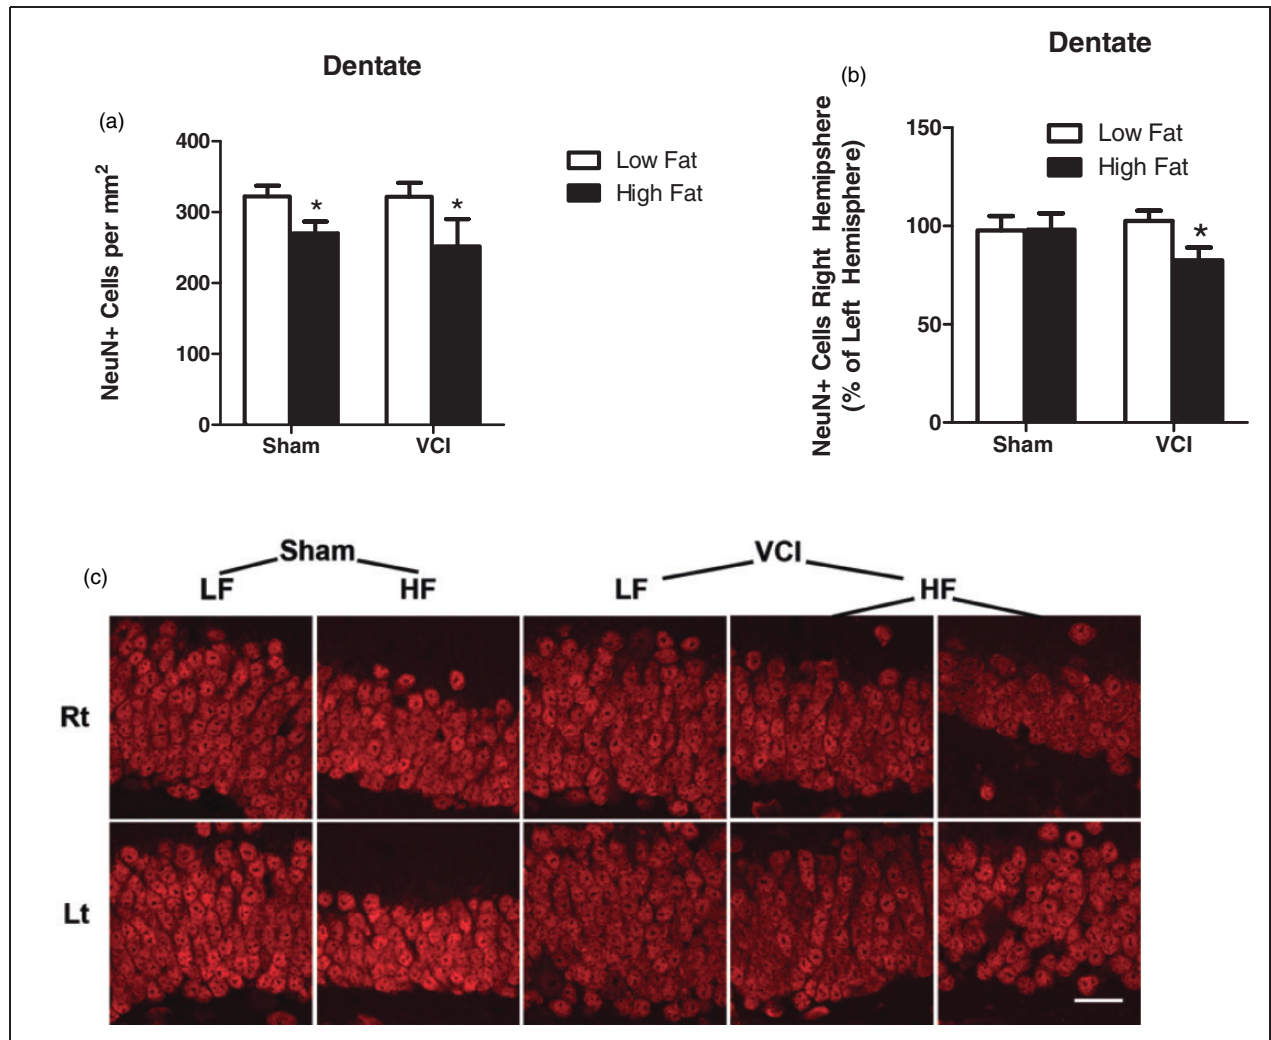 Dentate
(a)
NeuN+ Cells per mm2
400
300
200
100
0
*
*
Sham
VCI
Low Fat
High Fat
Dentate
(b)
NeuN+ Cells Right Hemipshere
(% of Left Hemisphere)
150
100
50
0
Low Fat
High Fat
*
Sham
VCI
(c)
Sham
VCI
LF
HF
LF
HF
Rt
Lt